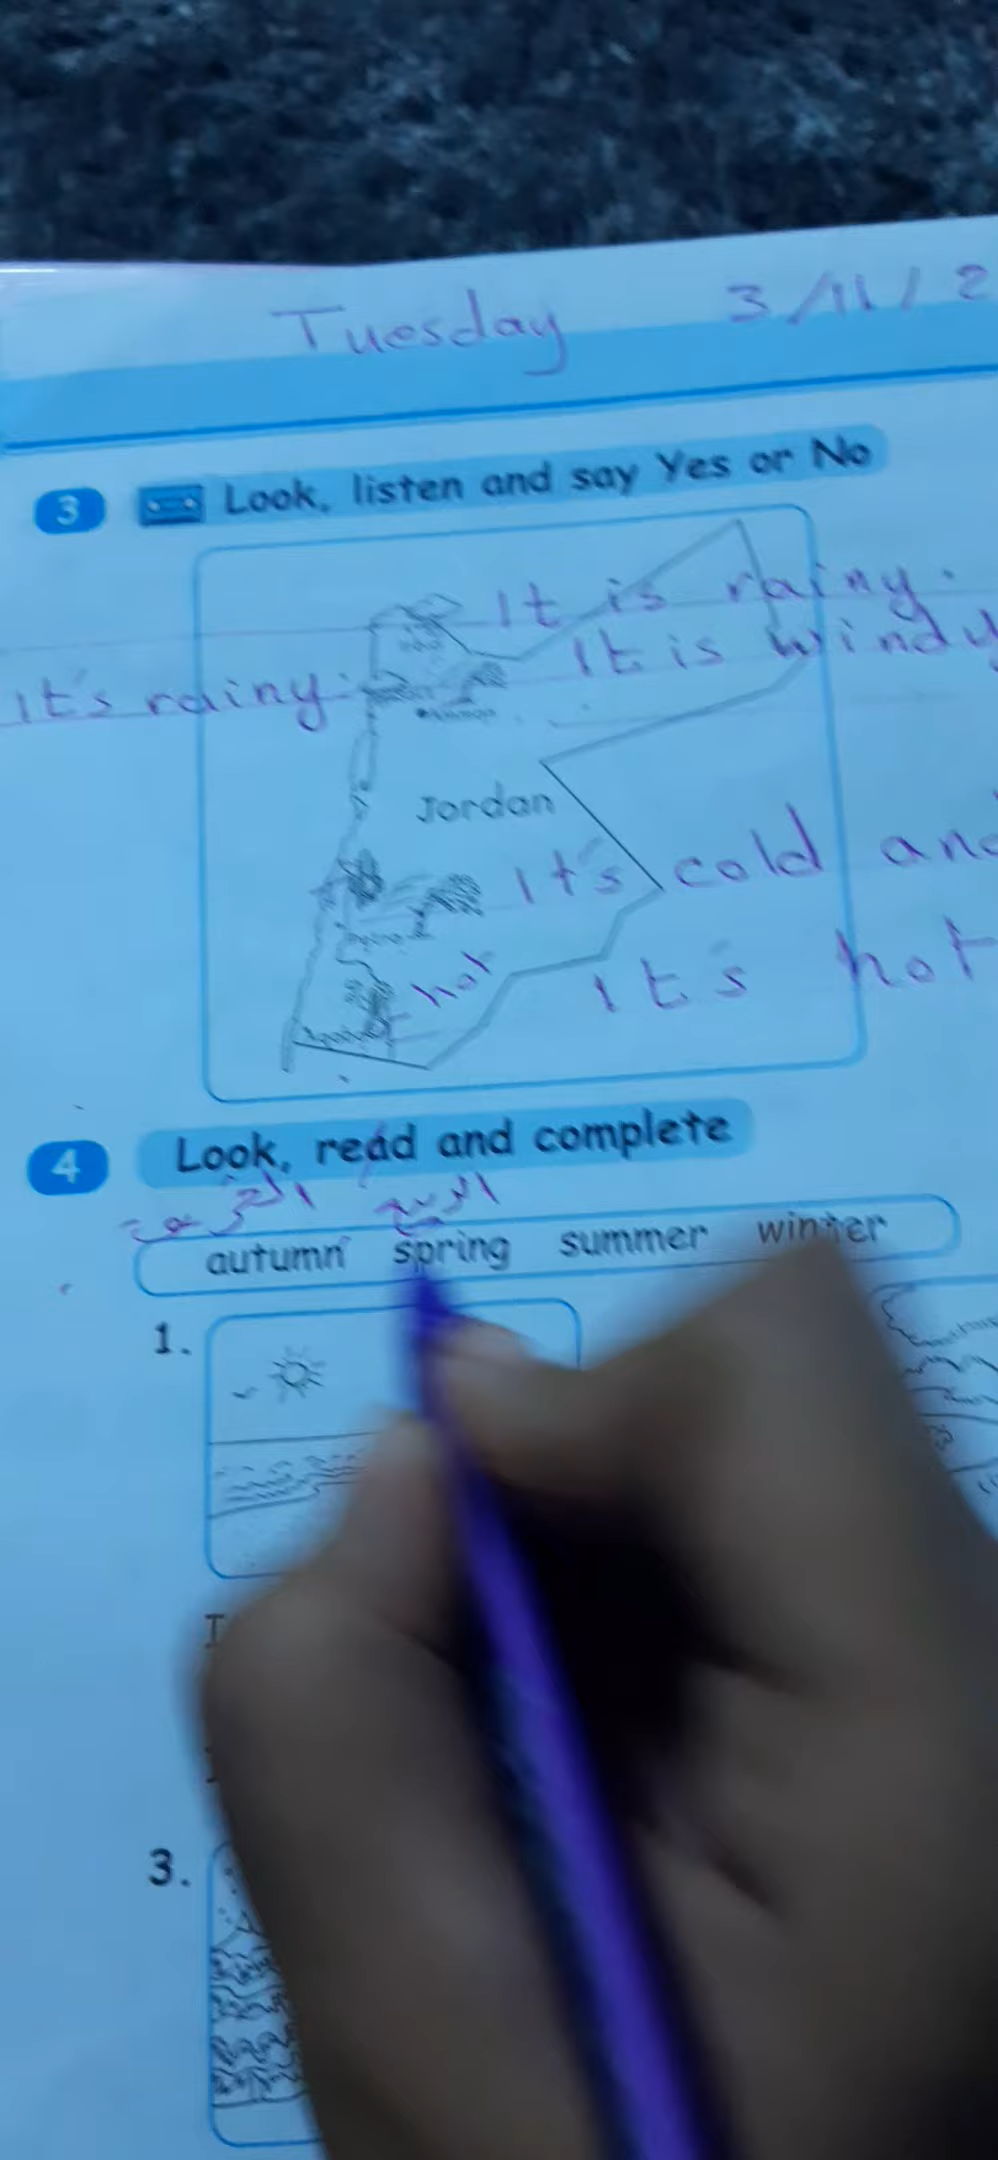 Tuesday 3/11/2
3 Look, listen and say Yes or No
It is rainy.
It is windy
It's rainy.
Jordan
It's cold and
hot
It's hot
4 Look, read and complete
الربيع
autumn spring summer winter
1.
3.